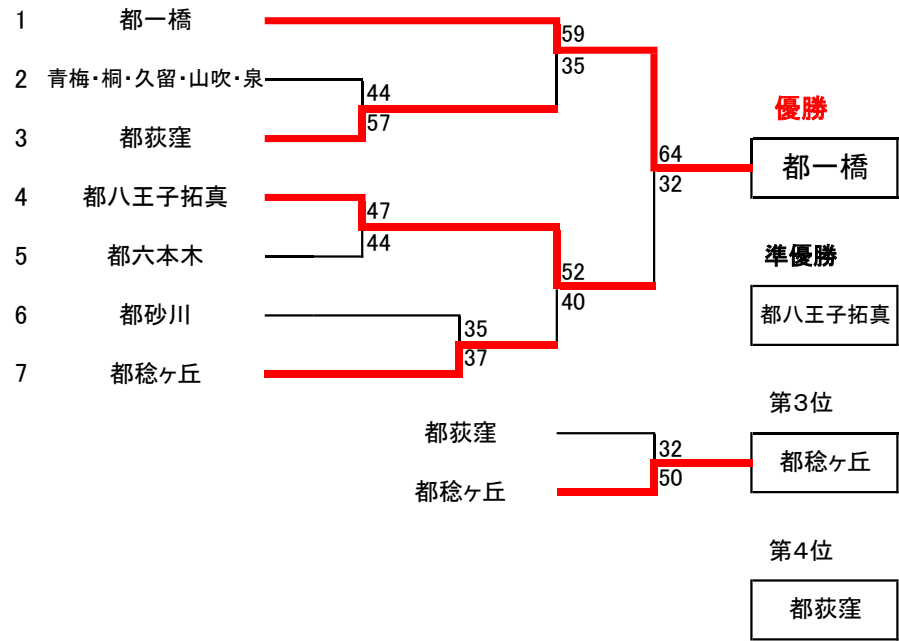 1 都一橋
59
35
2 青梅・桐・久留・山吹・泉
44
57
優勝
3 都荻窪
64
32
都一橋
4 都八王子拓真
47
44
5 都六本木
準優勝
52
40
6 都砂川
都八王子拓真
35
37
7 都稔ヶ丘
第3位
都荻窪
32
50
都稔ヶ丘
都稔ヶ丘
第4位
都荻窪